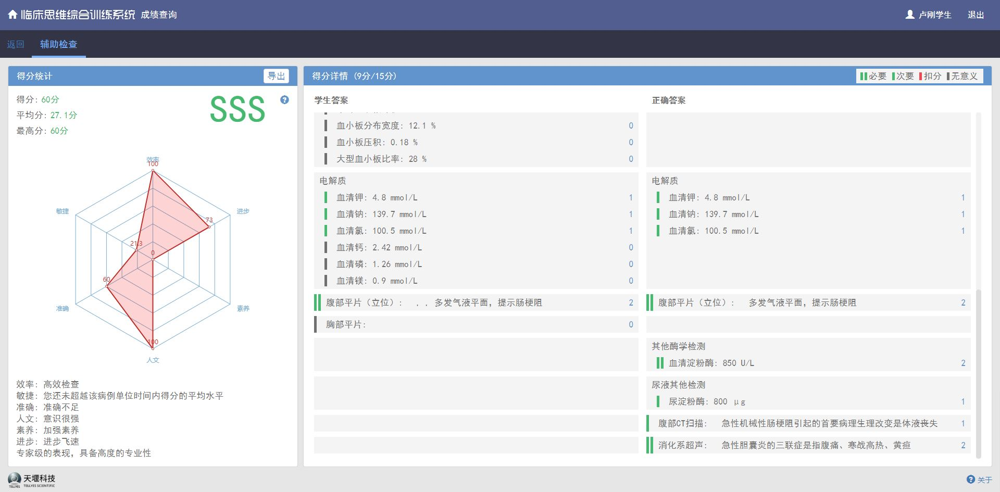 临床思维综合训练系统 成绩查询
卢刚学生 退出
返回 辅助检查
得分统计 导出
得分: 60分
平均分: 27.1分
最高分: 60分
SSS
效率
100
进步
73
敏捷
21.3
0
60
准确
素养
100
人文
效率: 高效检查
敏捷: 您还未超越该病例单位时间内得分的平均水平
准确: 准确不足
人文: 意识很强
素养: 加强素养
进步: 进步飞速
专家级的表现，具备高度的专业性
得分详情 (9分/15分) 必要 次要 扣分 无意义
学生答案
血小板分布宽度: 12.1 % 0
血小板压积: 0.18 % 0
大型血小板比率: 28 % 0
电解质
血清钾: 4.8 mmol/L 1
血清钠: 139.7 mmol/L 1
血清氯: 100.5 mmol/L 1
血清钙: 2.42 mmol/L 0
血清磷: 1.26 mmol/L 0
血清镁: 0.9 mmol/L 0
腹部平片（立位）: , , 多发气液平面，提示肠梗阻 2
胸部平片: 0
正确答案
电解质
血清钾: 4.8 mmol/L 1
血清钠: 139.7 mmol/L 1
血清氯: 100.5 mmol/L 1
腹部平片（立位）: 多发气液平面，提示肠梗阻 2
其他酶学检测
血清淀粉酶: 850 U/L 2
尿液其他检测
尿淀粉酶: 800 μg 1
腹部CT扫描: 急性机械性肠梗阻引起的首要病理生理改变是体液丧失 1
消化系超声: 急性胆囊炎的三联症是指腹痛、寒战高热、黄疸 2
天堰科技
TELLYES TELLYES SCIENTIFIC
关于